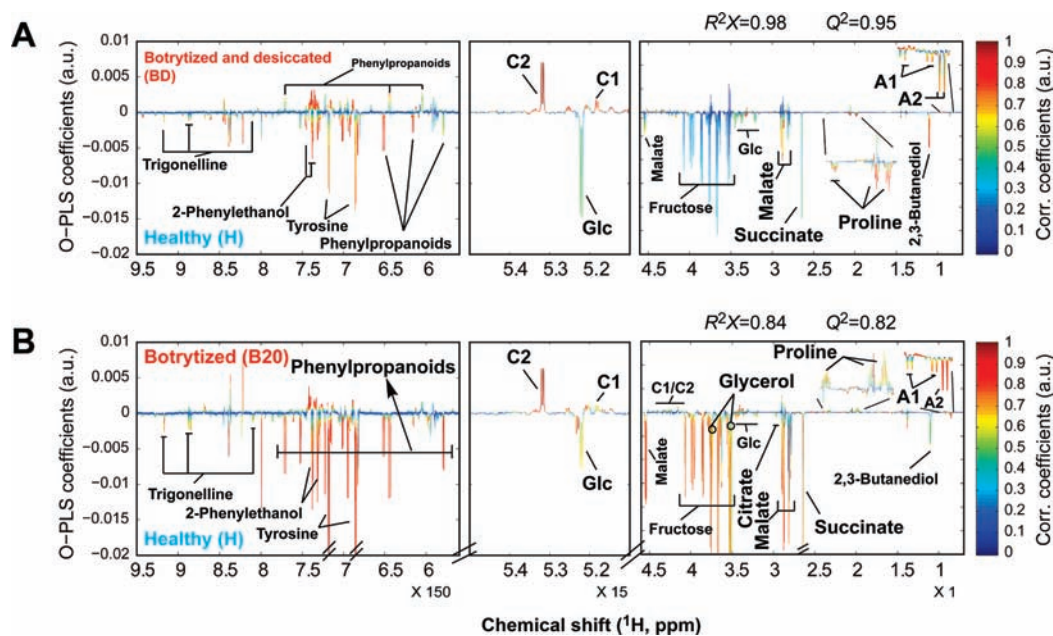 A
R²X=0.98 Q²=0.95
O-PLS coefficients (a.u.)
0.01
0.005
0
−0.005
−0.01
−0.015
−0.02
Botrytized and desiccated
(BD)
Phenylpropanoids
Trigonelline
2-Phenylethanol
Tyrosine
Phenylpropanoids
Healthy (H)
9.5 9 8.5 8 7.5 7 6.5 6
C2
C1
Glc
5.4 5.3 5.2
A1
A2
Malate
Glc
Fructose
Malate
Succinate
Proline
2,3-Butanediol
4.5 4 3.5 3 2.5 2 1.5 1
1
0.9
0.8
0.7
0.6
0.5
0.4
0.3
0.2
0.1
0
Corr. coefficients (a.u.)
B
R²X=0.84 Q²=0.82
O-PLS coefficients (a.u.)
0.01
0.005
0
−0.005
−0.01
−0.015
−0.02
Botrytized (B20)
Phenylpropanoids
Trigonelline
2-Phenylethanol
Tyrosine
Healthy (H)
9.5 9 8.5 8 7.5 7 6.5 6
X 150
C2
C1
Glc
5.4 5.3 5.2
X 15
C1/C2
Glycerol
Proline
A1
A2
Malate
Glc
Fructose
Citrate
Malate
Succinate
2,3-Butanediol
4.5 4 3.5 3 2.5 2 1.5 1
X 1
1
0.9
0.8
0.7
0.6
0.5
0.4
0.3
0.2
0.1
0
Corr. coefficients (a.u.)
Chemical shift (¹H, ppm)